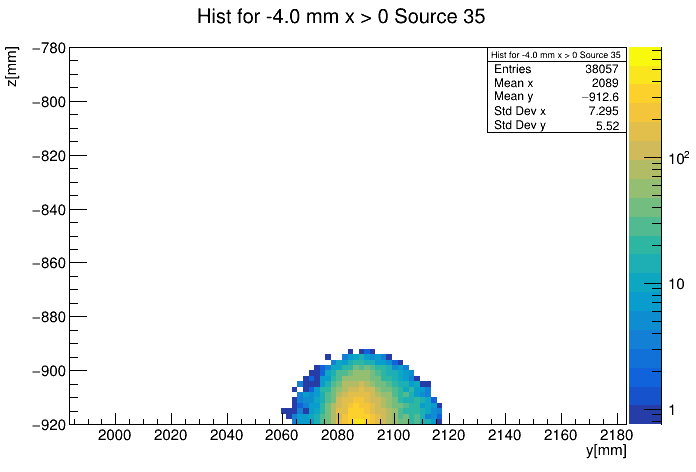 Hist for -4.0 mm x > 0 Source 35
z[mm]
−780
−800
−820
−840
−860
−880
−900
−920
Hist for -4.0 mm x > 0 Source 35
Entries 38057
Mean x 2089
Mean y −912.6
Std Dev x 7.295
Std Dev y 5.52
10²
10
1
2000 2020 2040 2060 2080 2100 2120 2140 2160 2180
y[mm]